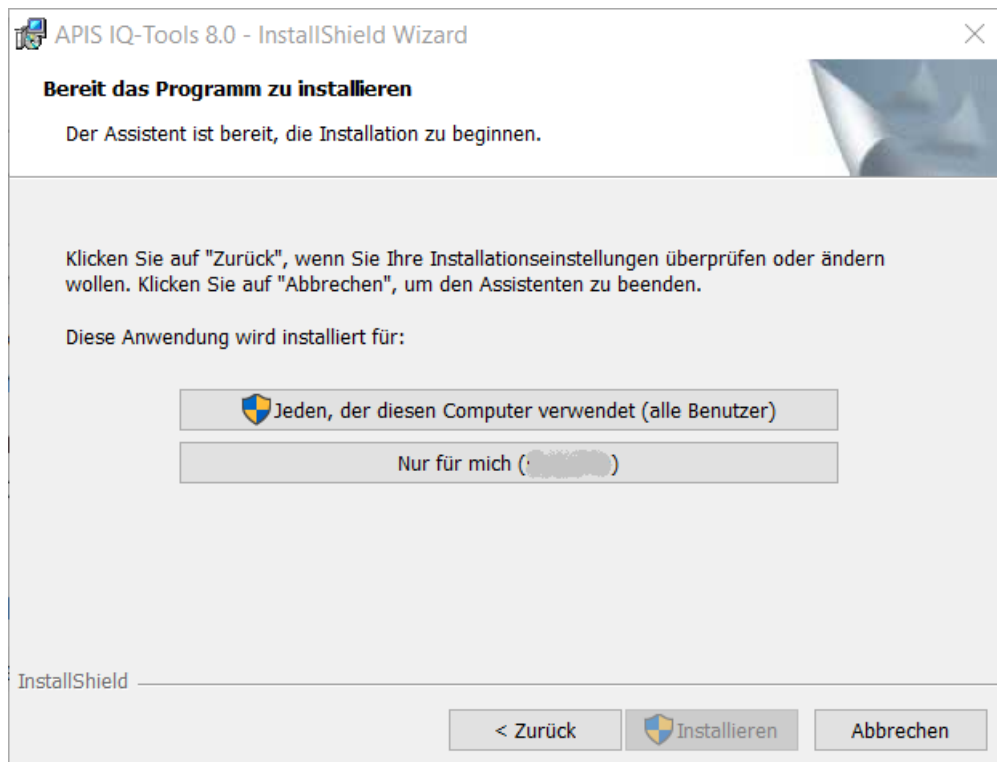 APIS IQ-Tools 8.0 - InstallShield Wizard
Bereit das Programm zu installieren
Der Assistent ist bereit, die Installation zu beginnen.
Klicken Sie auf "Zurück", wenn Sie Ihre Installationseinstellungen überprüfen oder ändern
wollen. Klicken Sie auf "Abbrechen", um den Assistenten zu beenden.
Diese Anwendung wird installiert für:
Jeden, der diesen Computer verwendet (alle Benutzer)
Nur für mich ( )
InstallShield
< Zurück
Installieren
Abbrechen